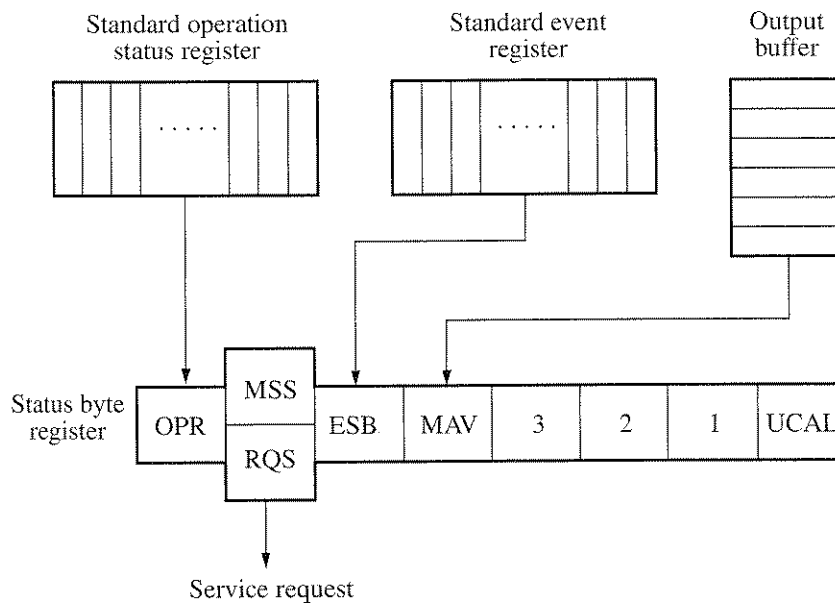 Standard operation
status register
Standard event
register
Output
buffer
.....
.....
Status byte
register
OPR
MSS
RQS
ESB
MAV
3
2
1
UCAL
Service request